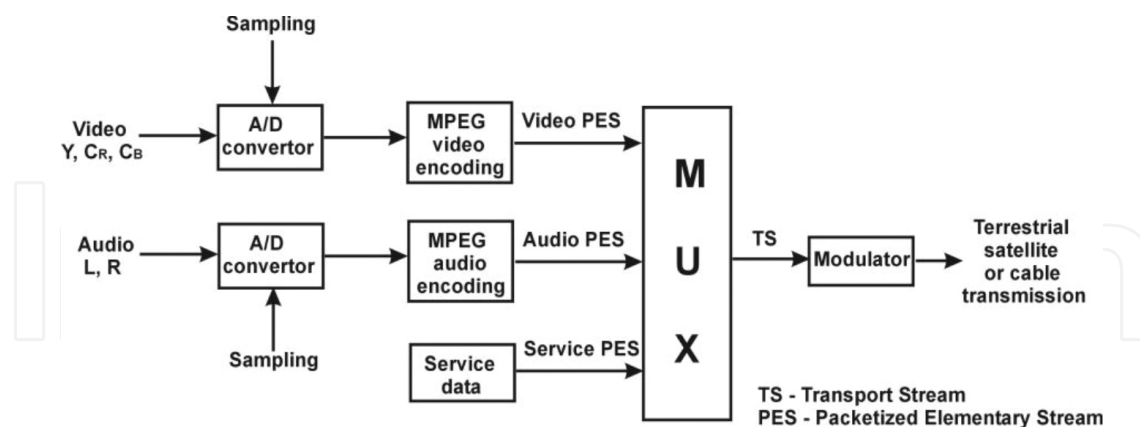 Sampling
Video
Y, CR, CB
A/D
convertor
MPEG
video
encoding
Video PES
Audio
L, R
A/D
convertor
MPEG
audio
encoding
Audio PES
Sampling
Service
data
Service PES
M
U
X
TS
Modulator
Terrestrial
satellite
or cable
transmission
TS - Transport Stream
PES - Packetized Elementary Stream